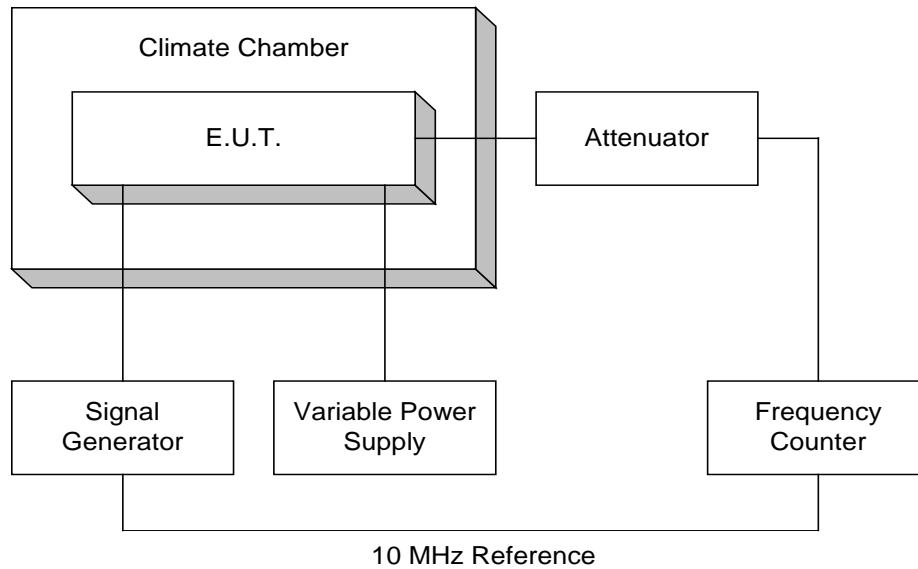 Climate Chamber
E.U.T.
Attenuator
Signal
Generator
Variable Power
Supply
Frequency
Counter
10 MHz Reference